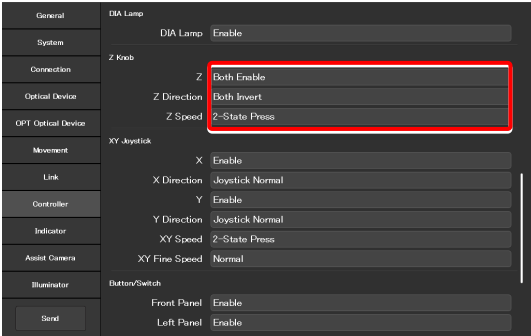 General
System
Connection
Optical Device
OPT Optical Device
Movement
Link
Controller
Indicator
Assist Camera
Illuminator
Send
DIA Lamp
DIA Lamp Enable
Z Knob
Z Both Enable
Z Direction Both Invert
Z Speed 2-State Press
XY Joystick
X Enable
X Direction Joystick Normal
Y Enable
Y Direction Joystick Normal
XY Speed 2-State Press
XY Fine Speed Normal
Button/Switch
Front Panel Enable
Left Panel Enable